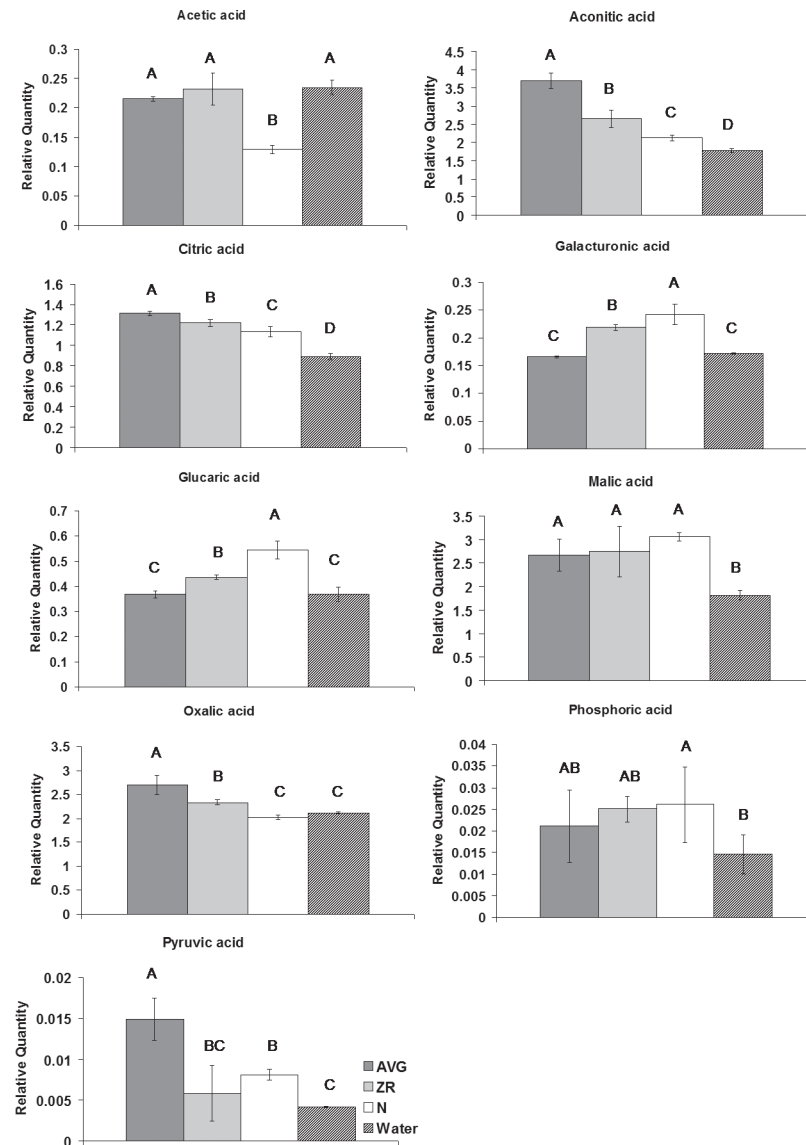 Acetic acid
Relative Quantity
0.3
0.25
0.2
0.15
0.1
0.05
0
A
A
B
A
Aconitic acid
Relative Quantity
4.5
4
3.5
3
2.5
2
1.5
1
0.5
0
A
B
C
D
Citric acid
Relative Quantity
1.6
1.4
1.2
1
0.8
0.6
0.4
0.2
0
A
B
C
D
Galacturonic acid
Relative Quantity
0.3
0.25
0.2
0.15
0.1
0.05
0
C
B
A
C
Glucaric acid
Relative Quantity
0.7
0.6
0.5
0.4
0.3
0.2
0.1
0
C
B
A
C
Malic acid
Relative Quantity
3.5
3
2.5
2
1.5
1
0.5
0
A
A
A
B
Oxalic acid
Relative Quantity
3.5
3
2.5
2
1.5
1
0.5
0
A
B
C
C
Phosphoric acid
Relative Quantity
0.04
0.035
0.03
0.025
0.02
0.015
0.01
0.005
0
AB
AB
A
B
Pyruvic acid
Relative Quantity
0.02
0.015
0.01
0.005
0
A
BC
B
C
AVG
ZR
N
Water